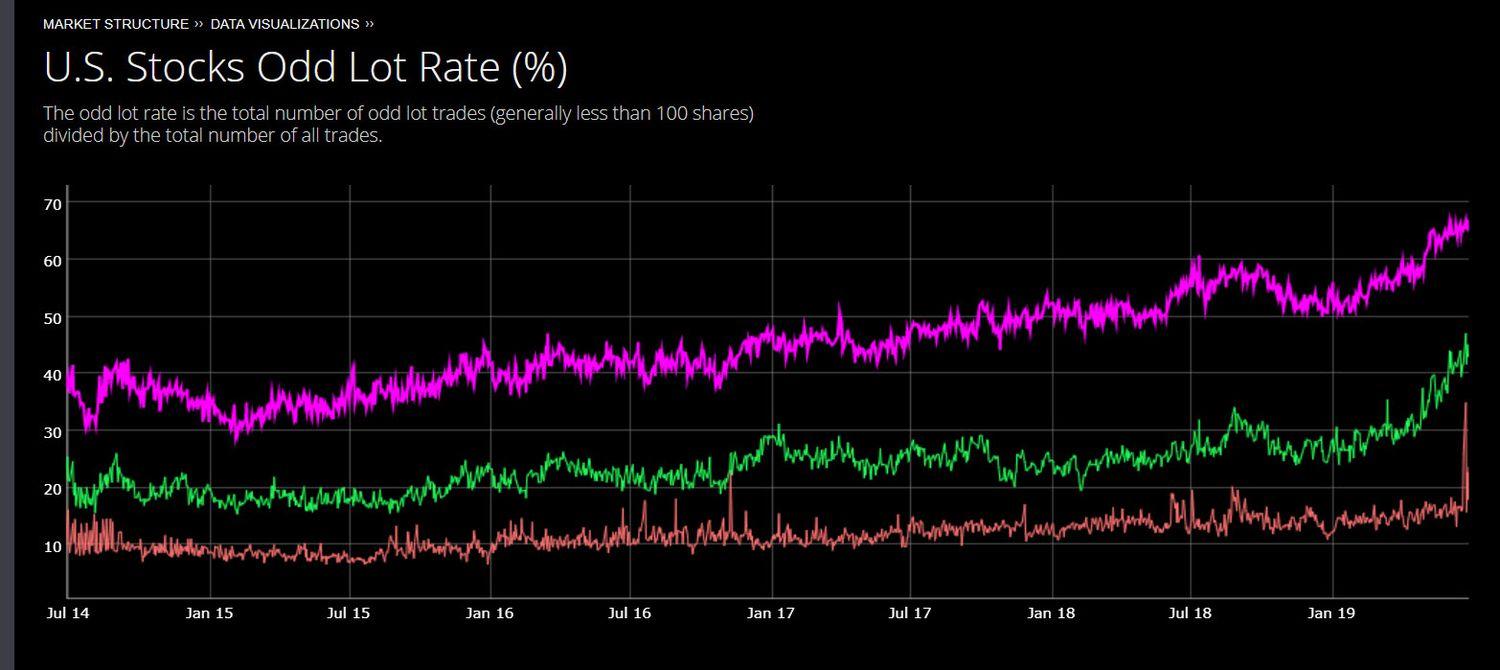 MARKET STRUCTURE ›› DATA VISUALIZATIONS ››
U.S. Stocks Odd Lot Rate (%)
The odd lot rate is the total number of odd lot trades (generally less than 100 shares)
divided by the total number of all trades.
70
60
50
40
30
20
10
Jul 14 Jan 15 Jul 15 Jan 16 Jul 16 Jan 17 Jul 17 Jan 18 Jul 18 Jan 19